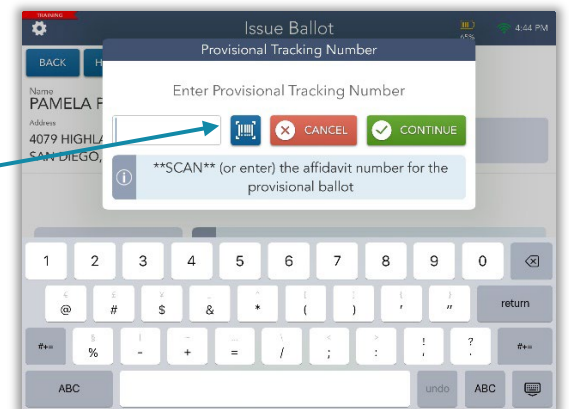 TRAINING
Issue Ballot
65%
4:44 PM
BACK
H
Provisional Tracking Number
Name
PAMELA P
Address
4079 HIGHLA
SAN DIEGO,
Enter Provisional Tracking Number
CANCEL
CONTINUE
**SCAN** (or enter) the affidavit number for the
provisional ballot
1 2 3 4 5 6 7 8 9 0
@ # $ & * ( ) ' "
return
#+= % - + = / ; : ! ? #+=
ABC undo ABC